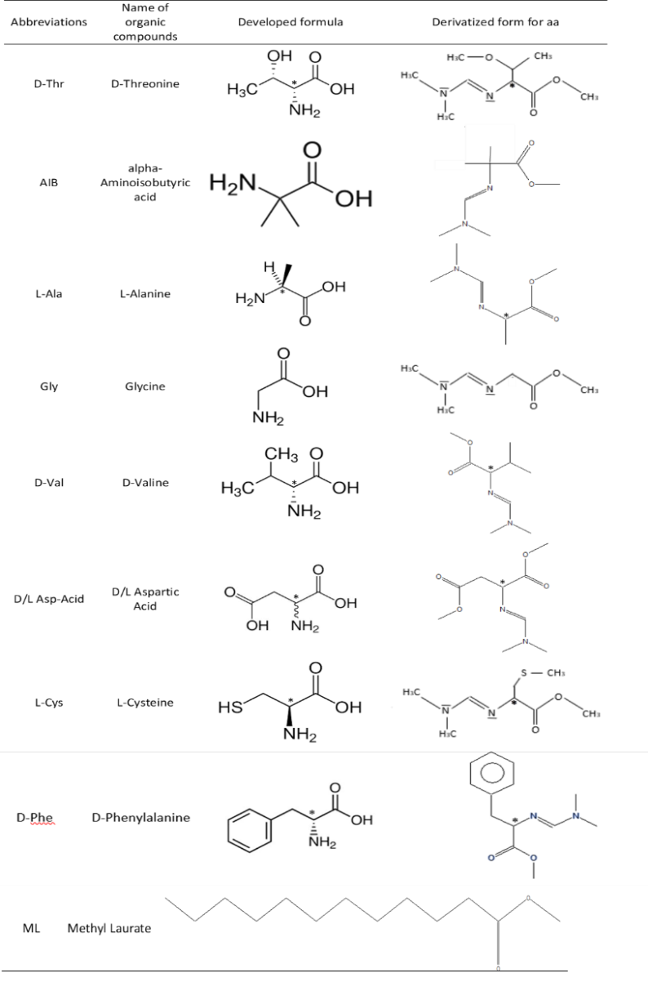 Abbreviations
Name of
organic
compounds
Developed formula
Derivatized form for aa
D-Thr
D-Threonine
OH O
H₃C * OH
NH₂
H₃C — O CH₃
H₃C N N * O CH₃
H₃C O
AIB
alpha-
Aminoisobutyric
acid
O
H₂N OH
O
O
N
N
L-Ala
L-Alanine
H
H₂N * OH
O
N
O
N * O
Gly
Glycine
O
OH
NH₂
H₃C
N N O CH₃
H₃C O
D-Val
D-Valine
CH₃ O
H₃C * OH
NH₂
O
O *
N
N
D/L Asp-Acid
D/L Aspartic
Acid
O O
* OH
OH NH₂
O
O * O
O N
N
L-Cys
L-Cysteine
O
HS * OH
NH₂
S — CH₃
H₃C N N * O CH₃
H₃C O
D-Phe
D-Phenylalanine
O
* OH
NH₂
* N N
O O
ML
Methyl Laurate
O
O